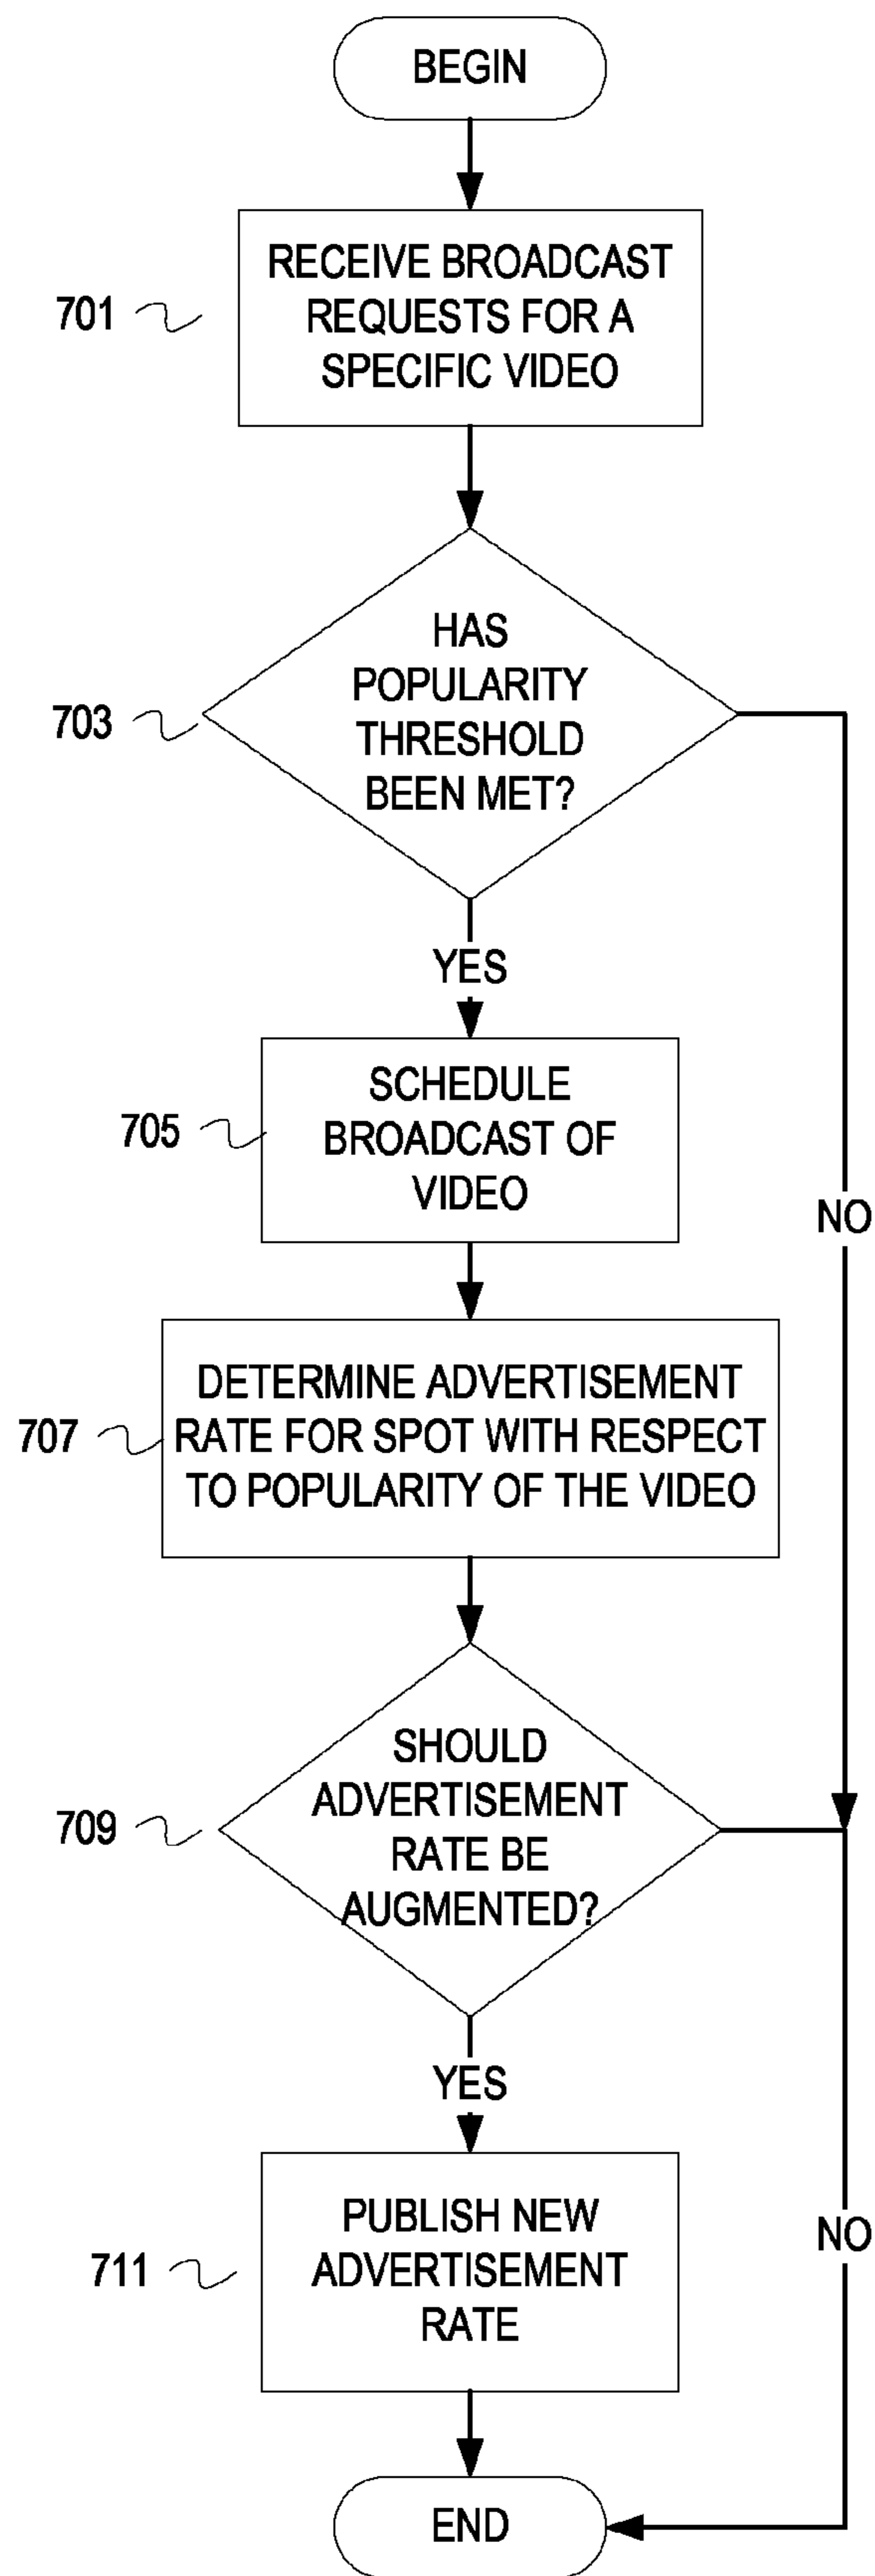 BEGIN
701
RECEIVE BROADCAST
REQUESTS FOR A
SPECIFIC VIDEO
703
HAS
POPULARITY
THRESHOLD
BEEN MET?
YES
705
SCHEDULE
BROADCAST OF
VIDEO
NO
707
DETERMINE ADVERTISEMENT
RATE FOR SPOT WITH RESPECT
TO POPULARITY OF THE VIDEO
709
SHOULD
ADVERTISEMENT
RATE BE
AUGMENTED?
YES
711
PUBLISH NEW
ADVERTISEMENT
RATE
NO
END